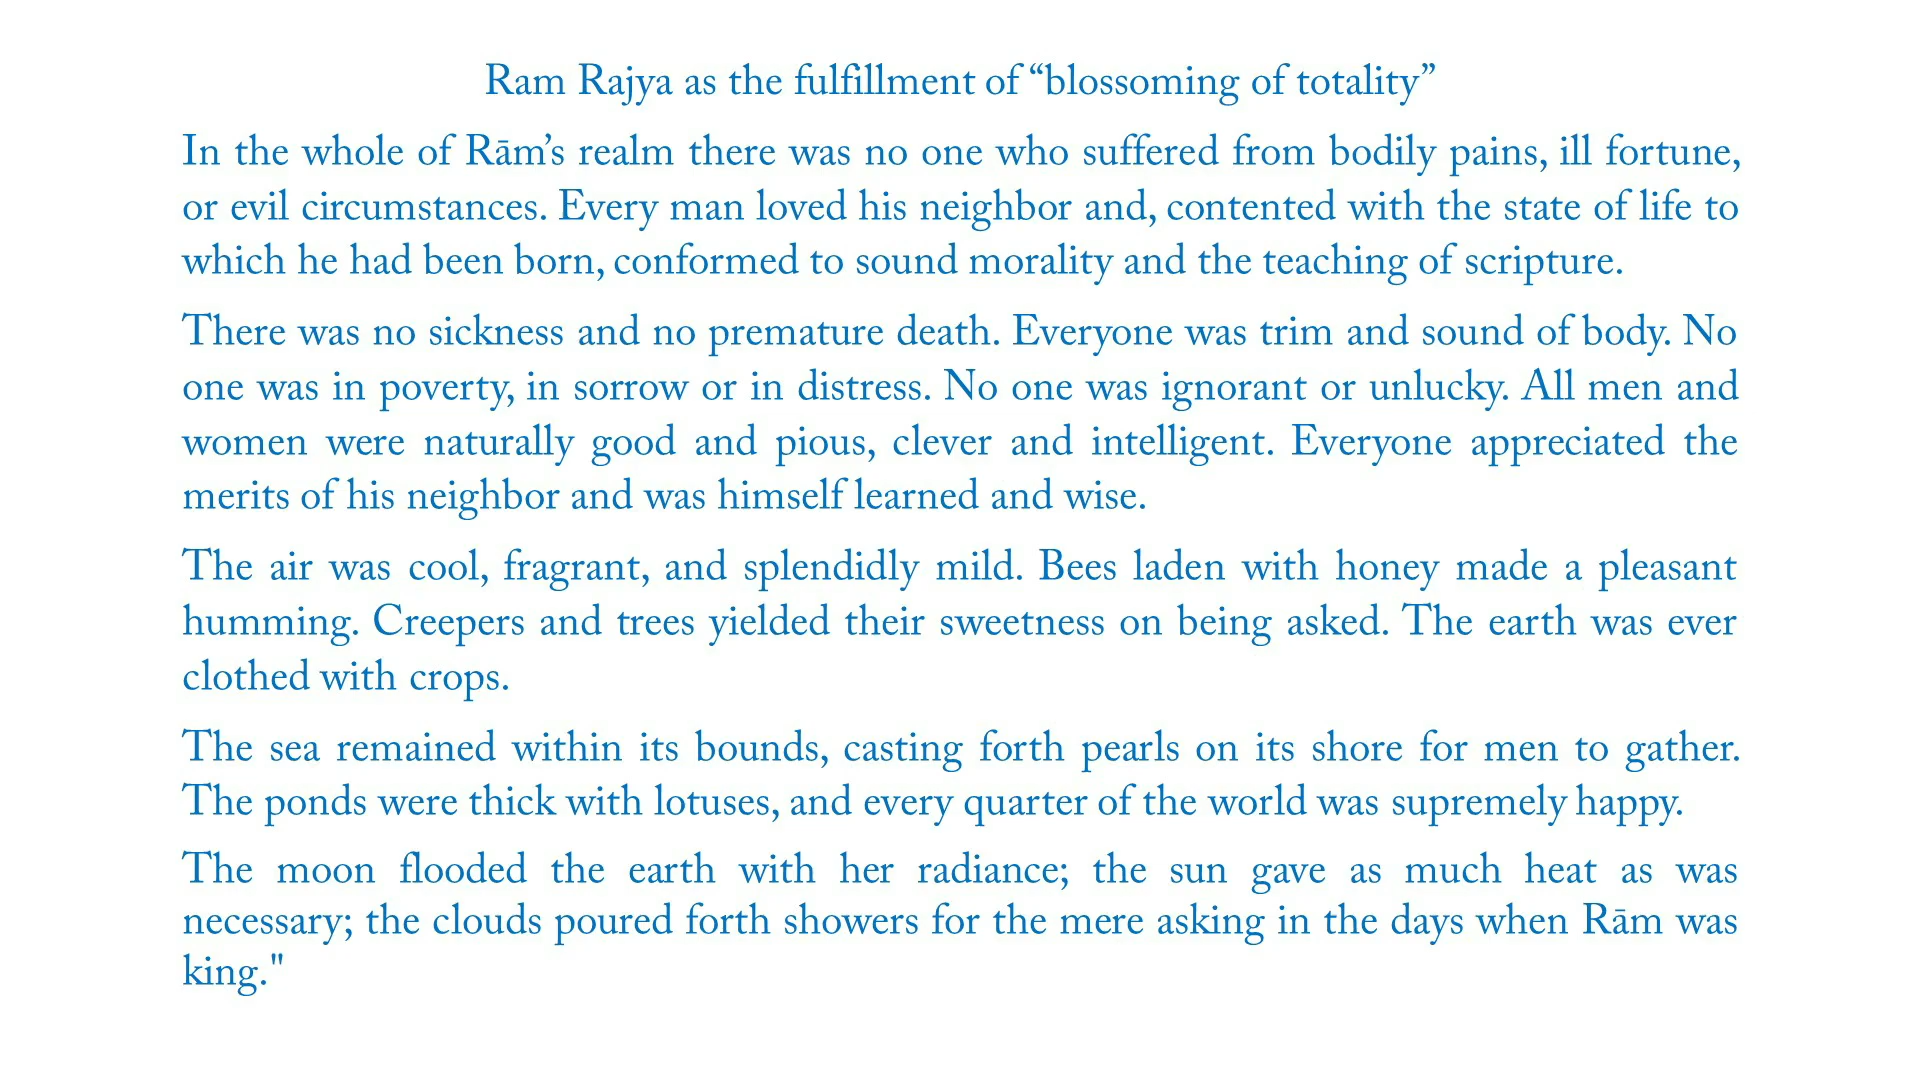 Ram Rajya as the fulfillment of “blossoming of totality”
In the whole of Rām’s realm there was no one who suffered from bodily pains, ill fortune,
or evil circumstances. Every man loved his neighbor and, contented with the state of life to
which he had been born, conformed to sound morality and the teaching of scripture.
There was no sickness and no premature death. Everyone was trim and sound of body. No
one was in poverty, in sorrow or in distress. No one was ignorant or unlucky. All men and
women were naturally good and pious, clever and intelligent. Everyone appreciated the
merits of his neighbor and was himself learned and wise.
The air was cool, fragrant, and splendidly mild. Bees laden with honey made a pleasant
humming. Creepers and trees yielded their sweetness on being asked. The earth was ever
clothed with crops.
The sea remained within its bounds, casting forth pearls on its shore for men to gather.
The ponds were thick with lotuses, and every quarter of the world was supremely happy.
The moon flooded the earth with her radiance; the sun gave as much heat as was
necessary; the clouds poured forth showers for the mere asking in the days when Rām was
king."